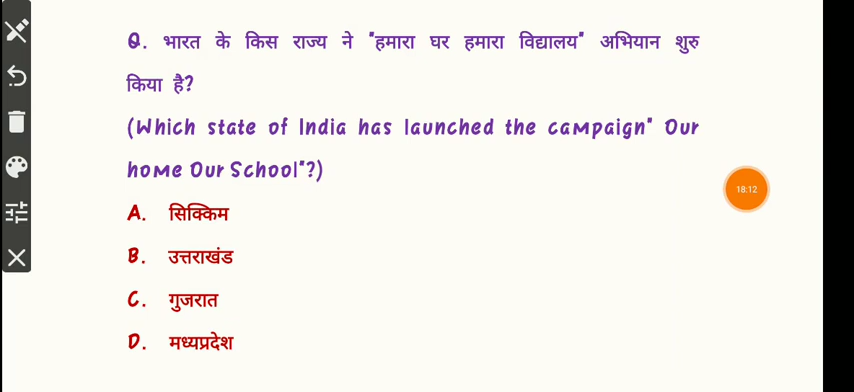 Q. भारत के किस राज्य ने "हमारा घर हमारा विद्यालय" अभियान शुरु
किया है?
(Which state of India has launched the campaign" Our
home Our School"?)
18:12
A. सिक्किम
B. उत्तराखंड
C. गुजरात
D. मध्यप्रदेश